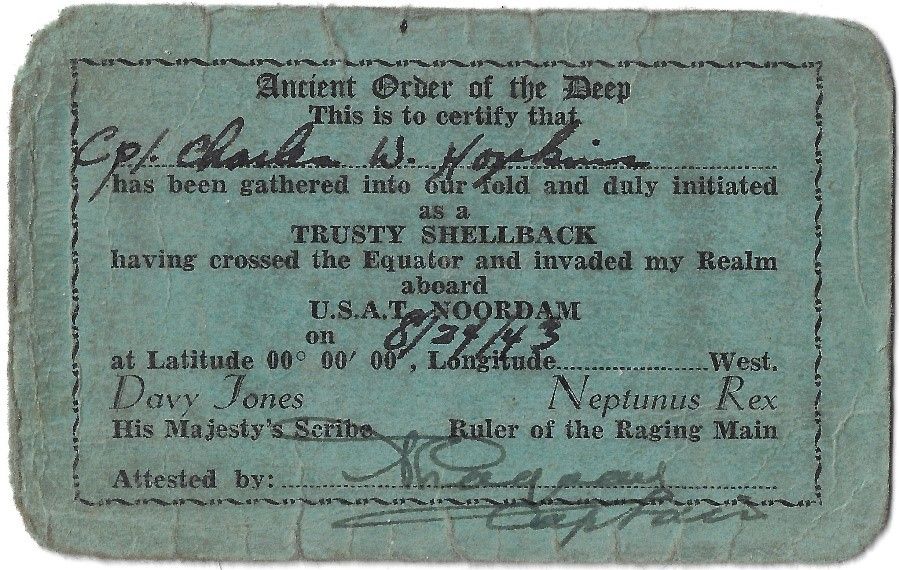 Ancient Order of the Deep
This is to certify that
Cpl. Charles W. Hopkins
has been gathered into our fold and duly initiated
as a
TRUSTY SHELLBACK
having crossed the Equator and invaded my Realm
aboard
U.S.A.T. NOORDAM
on 8/24/43
at Latitude 00° 00′ 00″, Longitude..............West.
Davy Jones Neptunus Rex
His Majesty's Scribe Ruler of the Raging Main
Attested by:
Captain